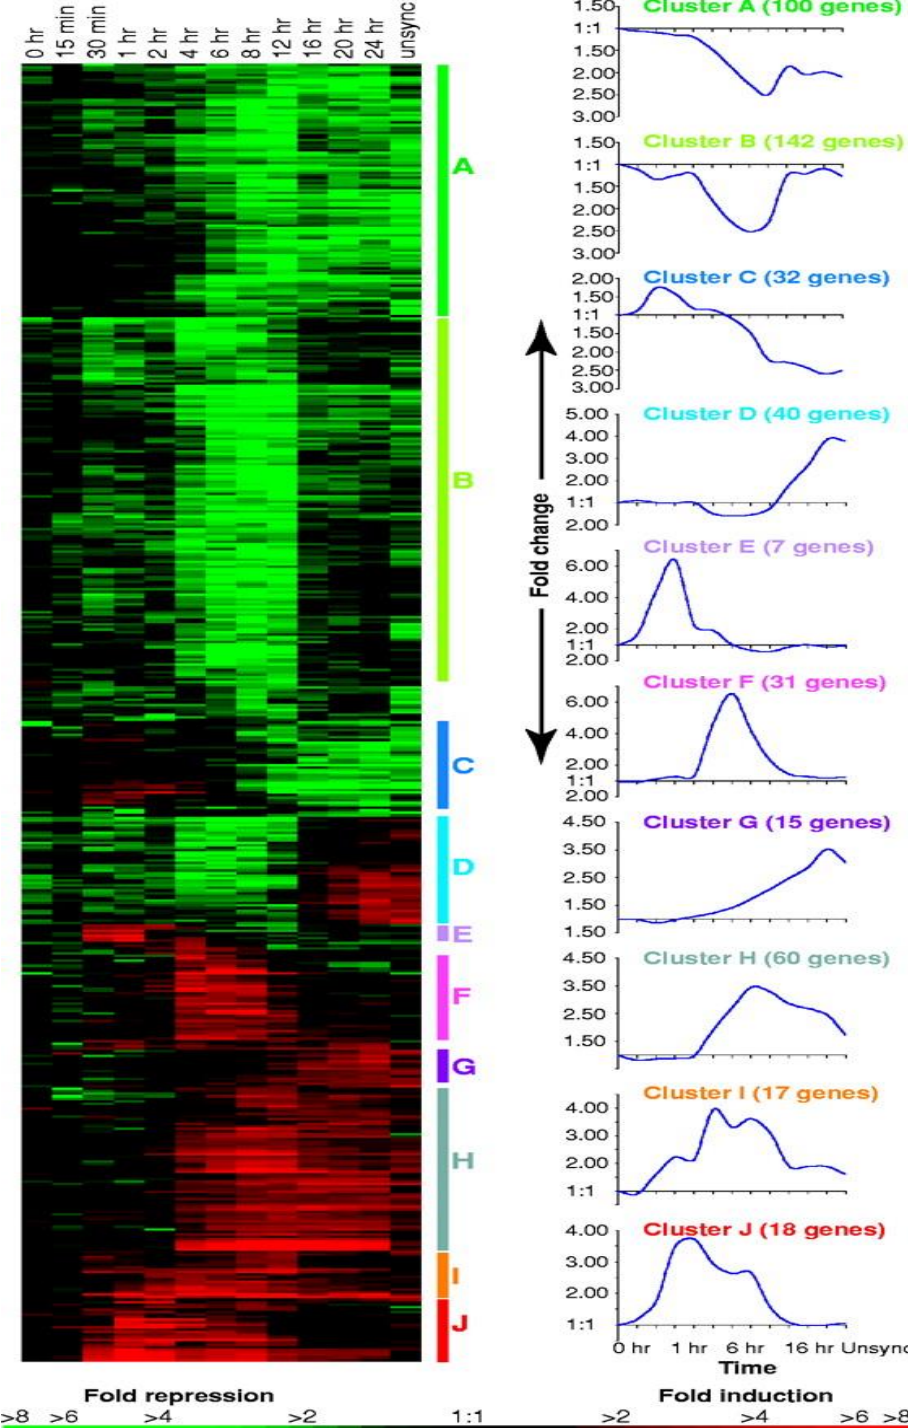 0 hr
15 min
30 min
1 hr
2 hr
4 hr
6 hr
8 hr
12 hr
16 hr
20 hr
24 hr
unsync
A
B
C
D
E
F
G
H
I
J
Fold change
Cluster A (100 genes)
1.50
1:1
1.50
2.00
2.50
3.00
Cluster B (142 genes)
1.50
1:1
1.50
2.00
2.50
3.00
Cluster C (32 genes)
2.00
1.50
1:1
1.50
2.00
2.50
3.00
Cluster D (40 genes)
5.00
4.00
3.00
2.00
1:1
2.00
Cluster E (7 genes)
6.00
4.00
2.00
1:1
2.00
Cluster F (31 genes)
6.00
4.00
2.00
1:1
2.00
Cluster G (15 genes)
4.50
3.50
2.50
1.50
1.50
Cluster H (60 genes)
4.50
3.50
2.50
1.50
Cluster I (17 genes)
4.00
3.00
2.00
1:1
Cluster J (18 genes)
4.00
3.00
2.00
1:1
0 hr 1 hr 6 hr 16 hr Unsync
Time
Fold repression Fold induction
>8 >6 >4 >2 1:1 >2 >4 >6 >8